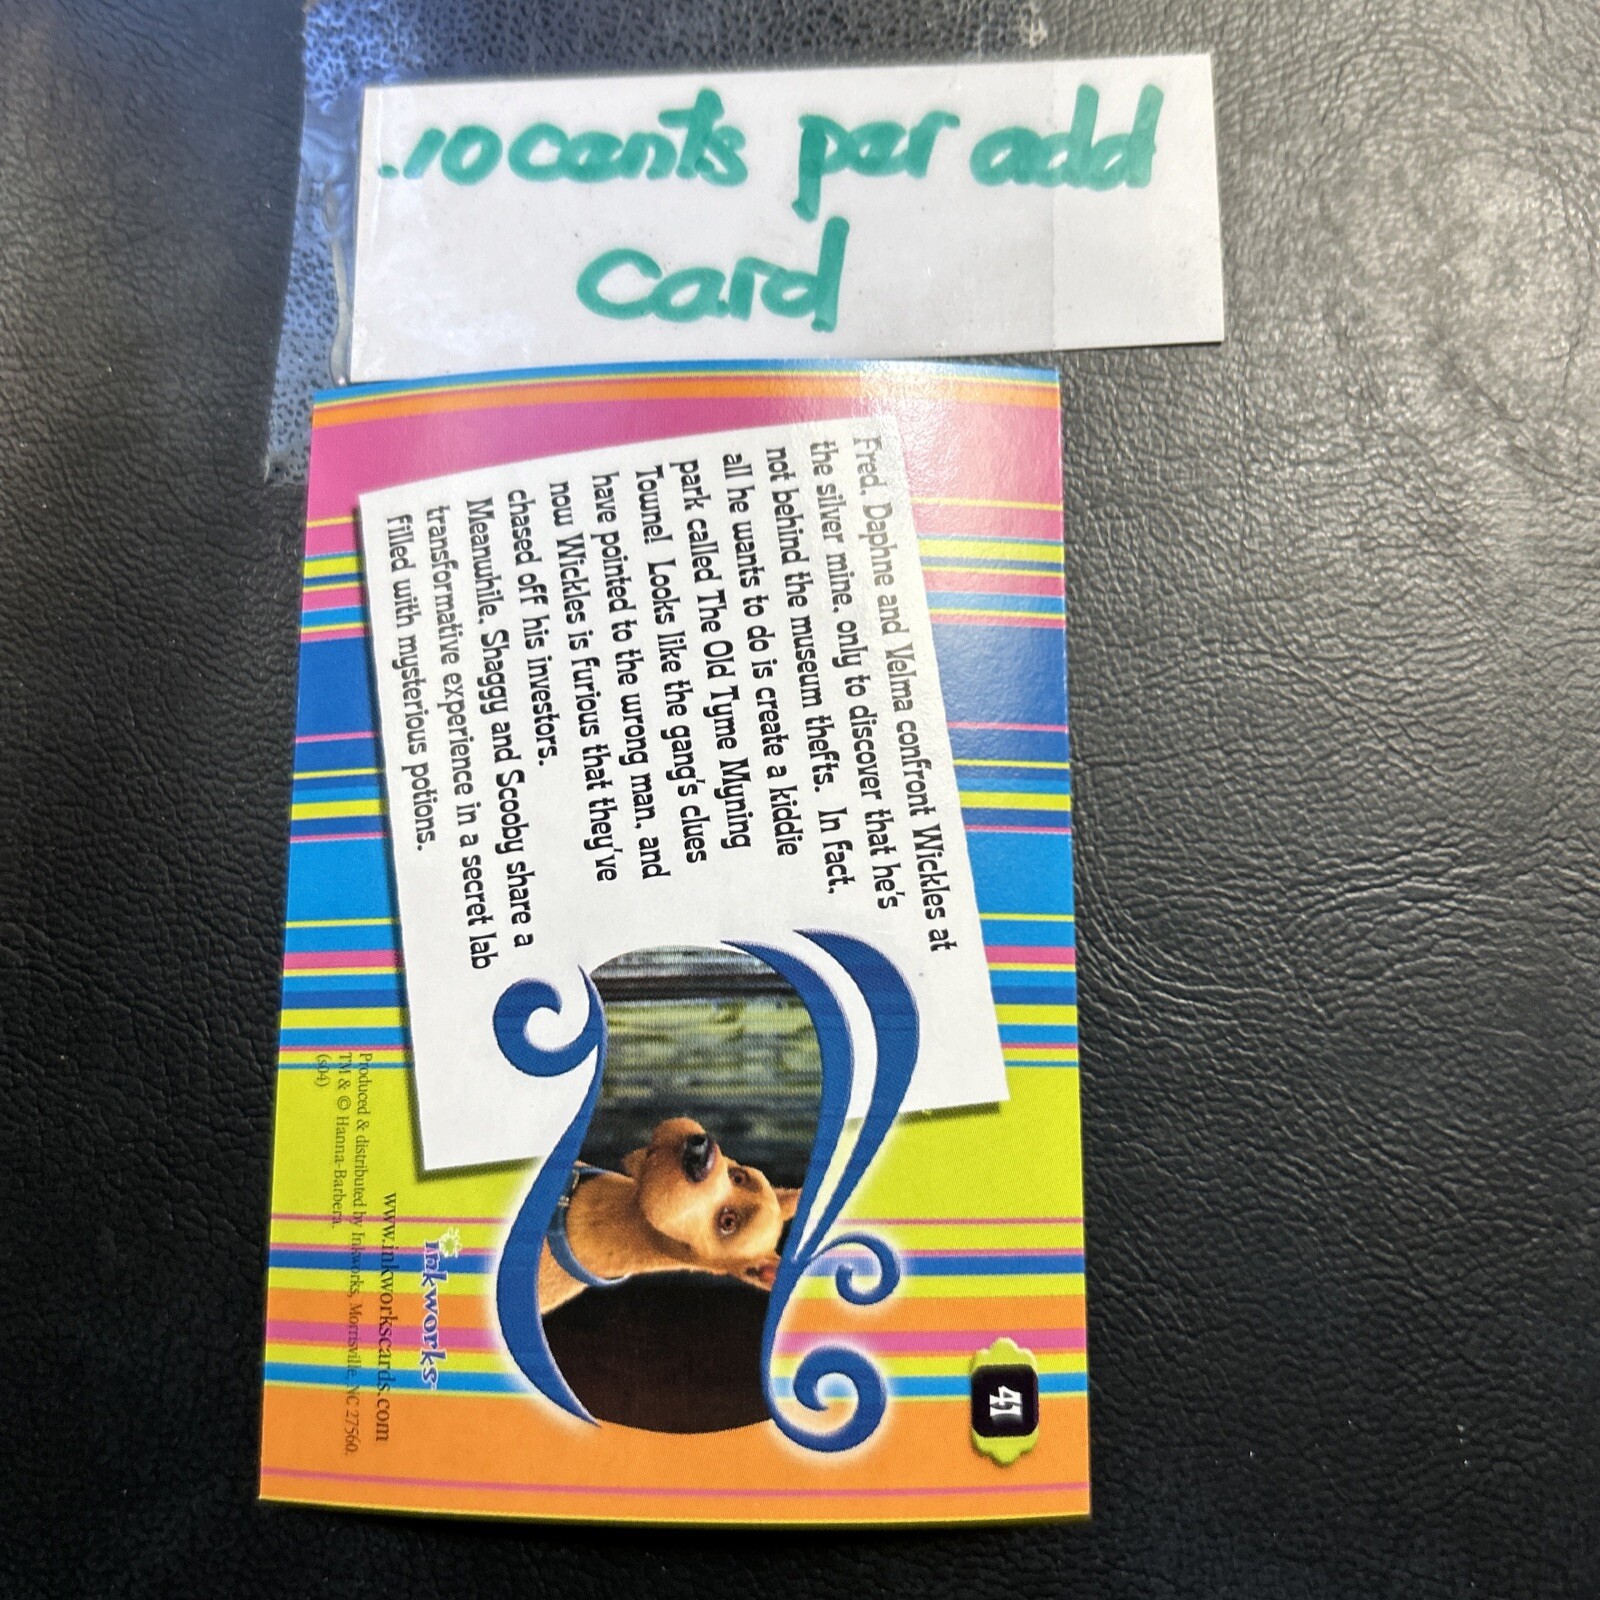 .10 cents per add
Card
Fred, Daphne and Velma confront Wickles at
the silver mine, only to discover that he's
not behind the museum thefts. In fact,
all he wants to do is create a kiddie
park called The Old Tyme Myning
Towne! Looks like the gang's clues
have pointed to the wrong man, and
now Wickles is furious that they've
chased off his investors.
Meanwhile, Shaggy and Scooby share a
transformative experience in a secret lab
filled with mysterious potions.
41
inkworks
www.inkworkscards.com
Produced & distributed by Inkworks, Morrisville, NC 27560.
TM & © Hanna-Barbera.
(s04)